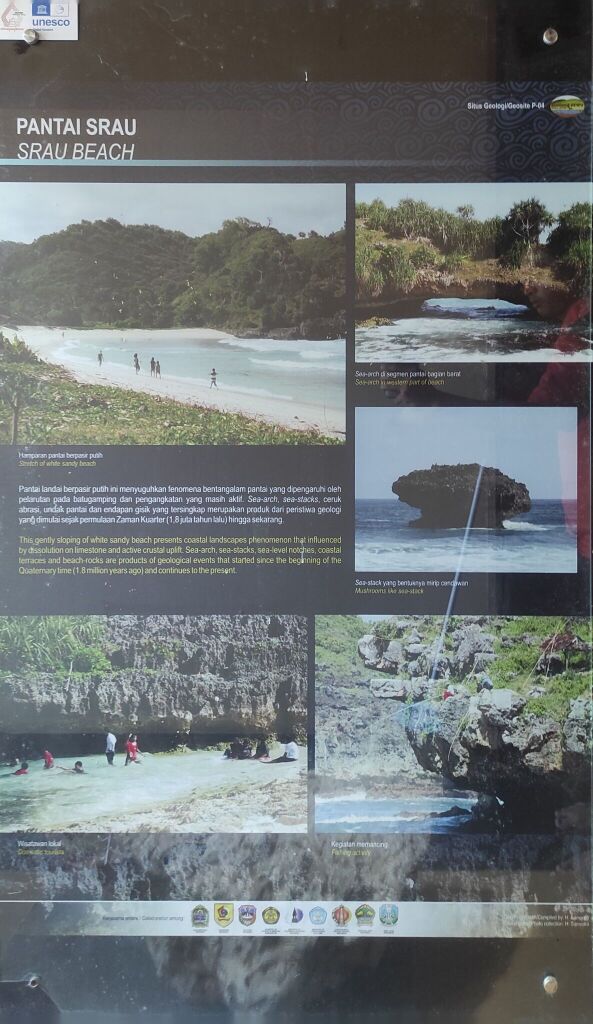 unesco
Situs Geologi/Geosite P-04
PANTAI SRAU
SRAU BEACH
Sea-arch di segmen pantai bagian barat
Sea-arch in western part of beach
Hamparan pantai berpasir putih
Stretch of white sandy beach
Pantai landai berpasir putih ini menyuguhkan fenomena bentangalam pantai yang dipengaruhi oleh
pelarutan pada batugamping dan pengangkatan yang masih aktif. Sea-arch, sea-stacks, ceruk
abrasi, undak pantai dan endapan gisik yang tersingkap merupakan produk dari peristiwa geologi
yang dimulai sejak permulaan Zaman Kuarter (1,8 juta tahun lalu) hingga sekarang.
This gently sloping of white sandy beach presents coastal landscapes phenomenon that influenced
by dissolution on limestone and active crustal uplift. Sea-arch, sea-stacks, sea-level notches, coastal
terraces and beach-rocks are products of geological events that started since the beginning of the
Quaternary time (1.8 million years ago) and continues to the present.
Sea-stack yang bentuknya mirip cendawan
Mushrooms like sea-stack
Wisatawan lokal
Domestic tourists
Kegiatan memancing
Fishing activity
Kerjasama antara / Collaboration among: